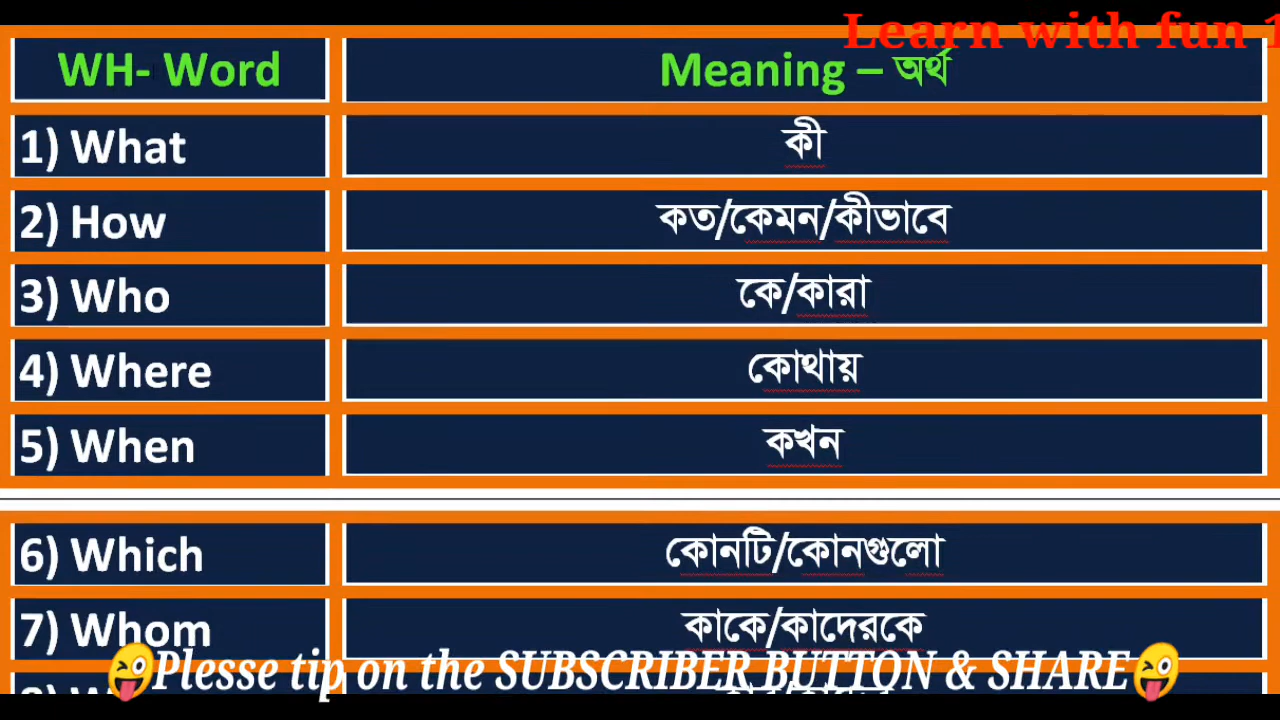 Learn with fun 1
WH- Word Meaning – অর্থ
1) What কী
2) How কত/কেমন/কীভাবে
3) Who কে/কারা
4) Where কোথায়
5) When কখন
6) Which কোনটি/কোনগুলো
7) Whom কাকে/কাদেরকে
😜Plesse tip on the SUBSCRIBER BUTTON & SHARE😜